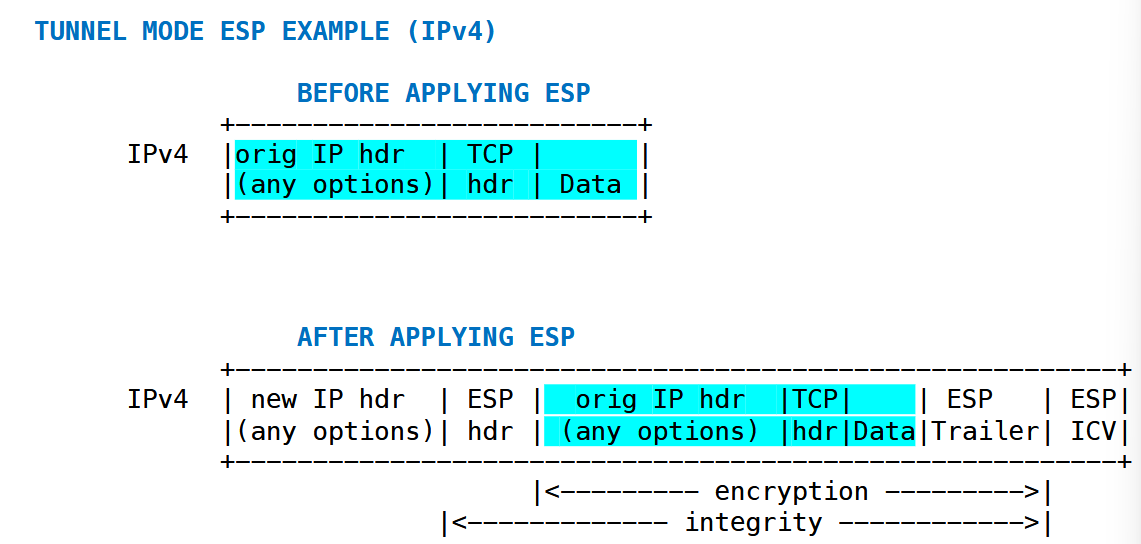 TUNNEL MODE ESP EXAMPLE (IPv4)
BEFORE APPLYING ESP
+--------------------------+
IPv4 |orig IP hdr | TCP | |
|(any options)| hdr | Data |
+--------------------------+
AFTER APPLYING ESP
+---------------------------------------------------------+
IPv4 | new IP hdr | ESP | orig IP hdr |TCP| | ESP | ESP|
|(any options)| hdr | (any options) |hdr|Data|Trailer| ICV|
+---------------------------------------------------------+
|<--------- encryption --------->|
|<------------- integrity ------------>|